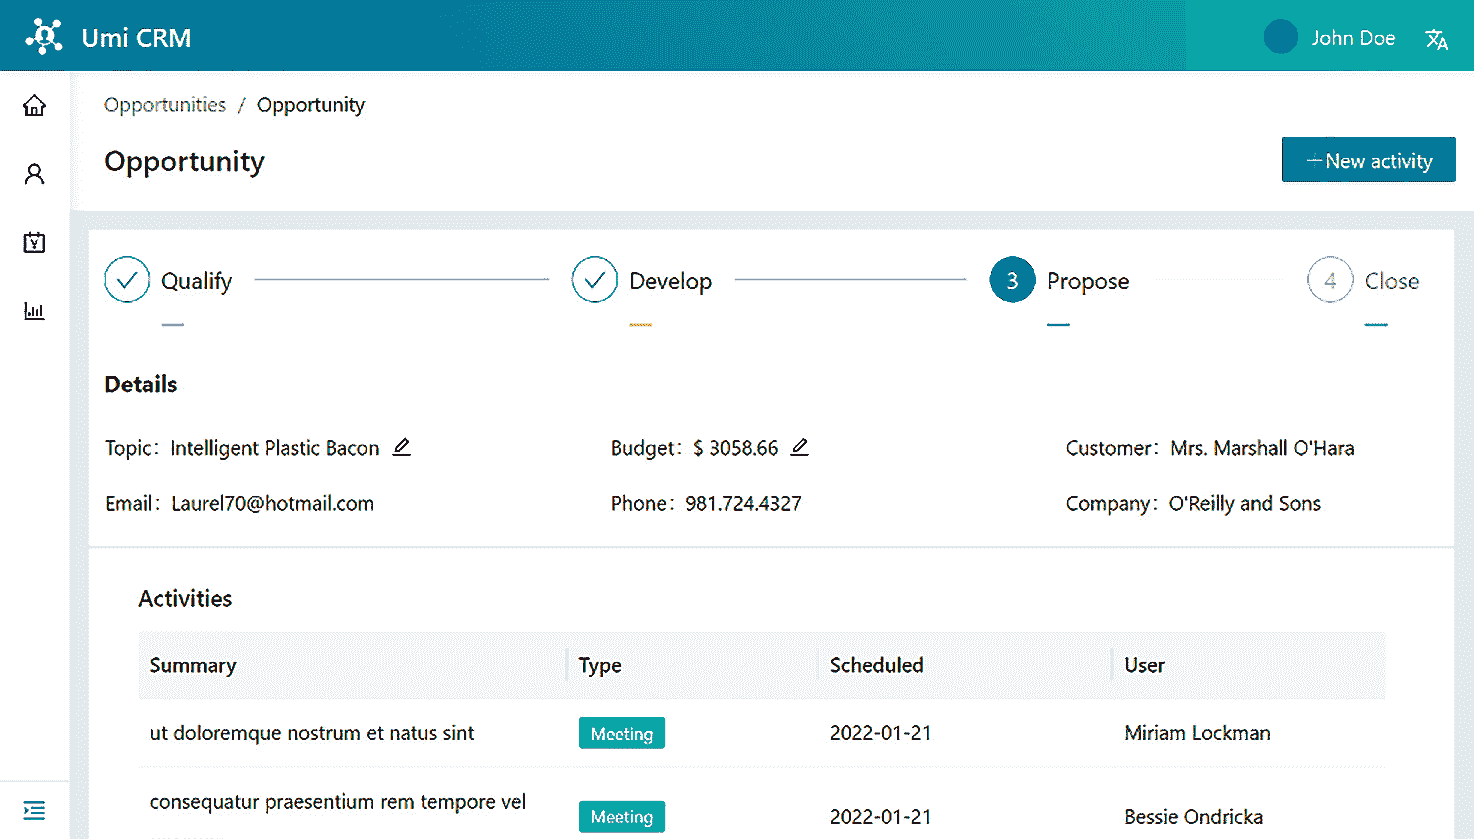 Umi CRM
John Doe
Opportunities / Opportunity
Opportunity
+New activity
Qualify
Develop
3 Propose
4 Close
Details
Topic: Intelligent Plastic Bacon
Budget: $ 3058.66
Customer: Mrs. Marshall O'Hara
Email: Laurel70@hotmail.com
Phone: 981.724.4327
Company: O'Reilly and Sons
Activities
Summary Type Scheduled User
ut doloremque nostrum et natus sint Meeting 2022-01-21 Miriam Lockman
consequatur praesentium rem tempore vel Meeting 2022-01-21 Bessie Ondricka